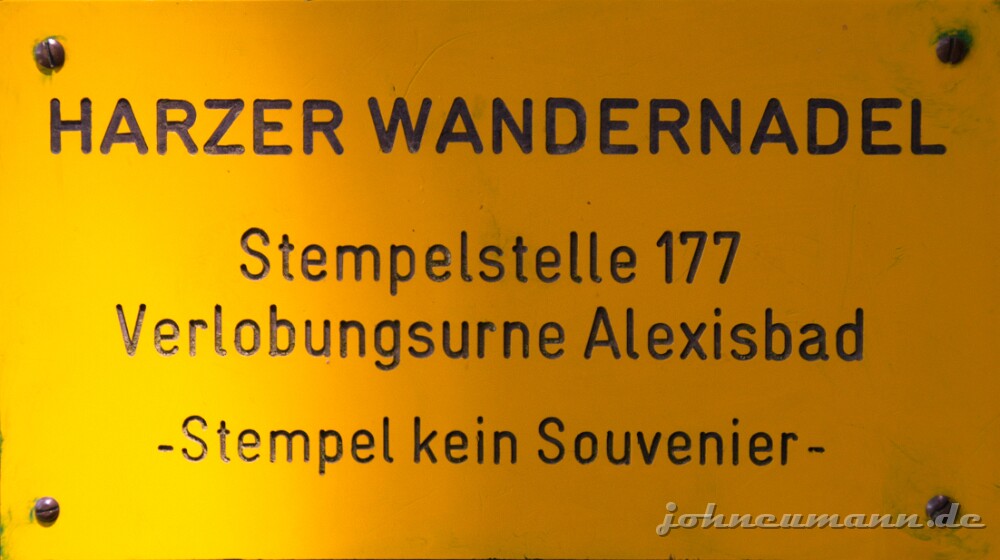 HARZER WANDERNADEL
Stempelstelle 177
Verlobungsurne Alexisbad
-Stempel kein Souvenier-
johneumann.de